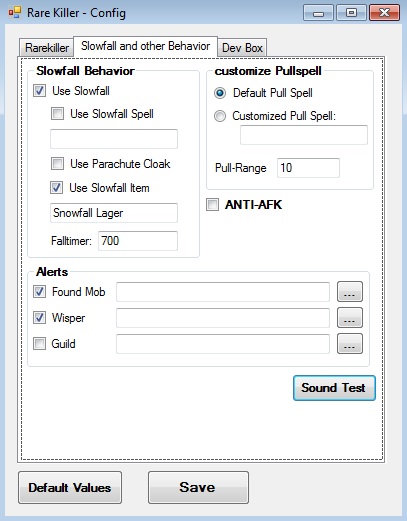 Rare Killer - Config
Rarekiller
Slowfall and other Behavior
Dev Box
Slowfall Behavior
Use Slowfall
Use Slowfall Spell
Use Parachute Cloak
Use Slowfall Item
Snowfall Lager
Falltimer: 700
customize Pullspell
Default Pull Spell
Customized Pull Spell:
Pull-Range 10
ANTI-AFK
Alerts
Found Mob ...
Wisper ...
Guild ...
Sound Test
Default Values
Save